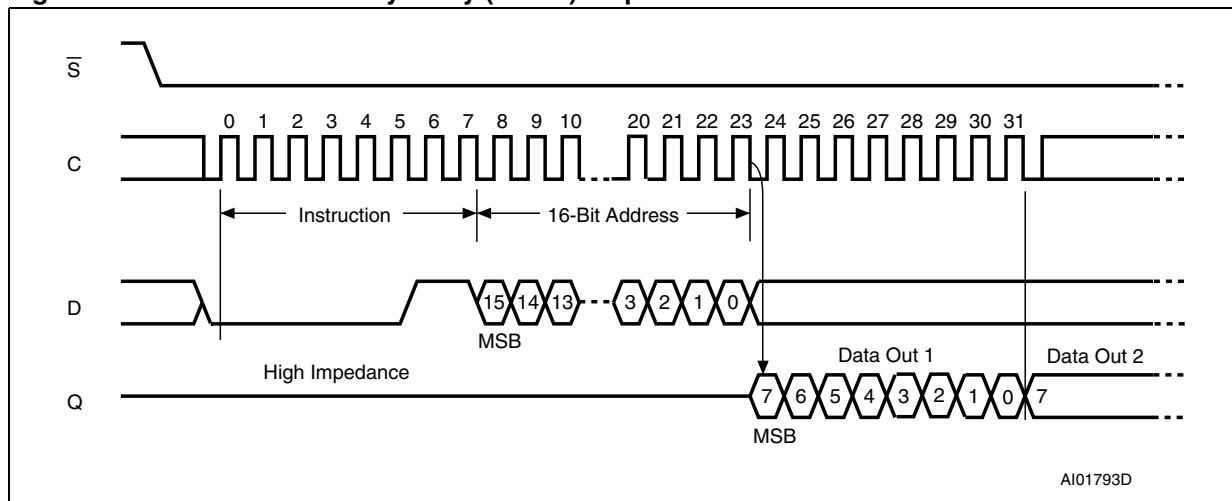 S
0 1 2 3 4 5 6 7 8 9 10 20 21 22 23 24 25 26 27 28 29 30 31
C
Instruction 16-Bit Address
D 15 14 13 3 2 1 0
MSB
Data Out 1 Data Out 2
High Impedance
Q 7 6 5 4 3 2 1 0 7
MSB
AI01793D